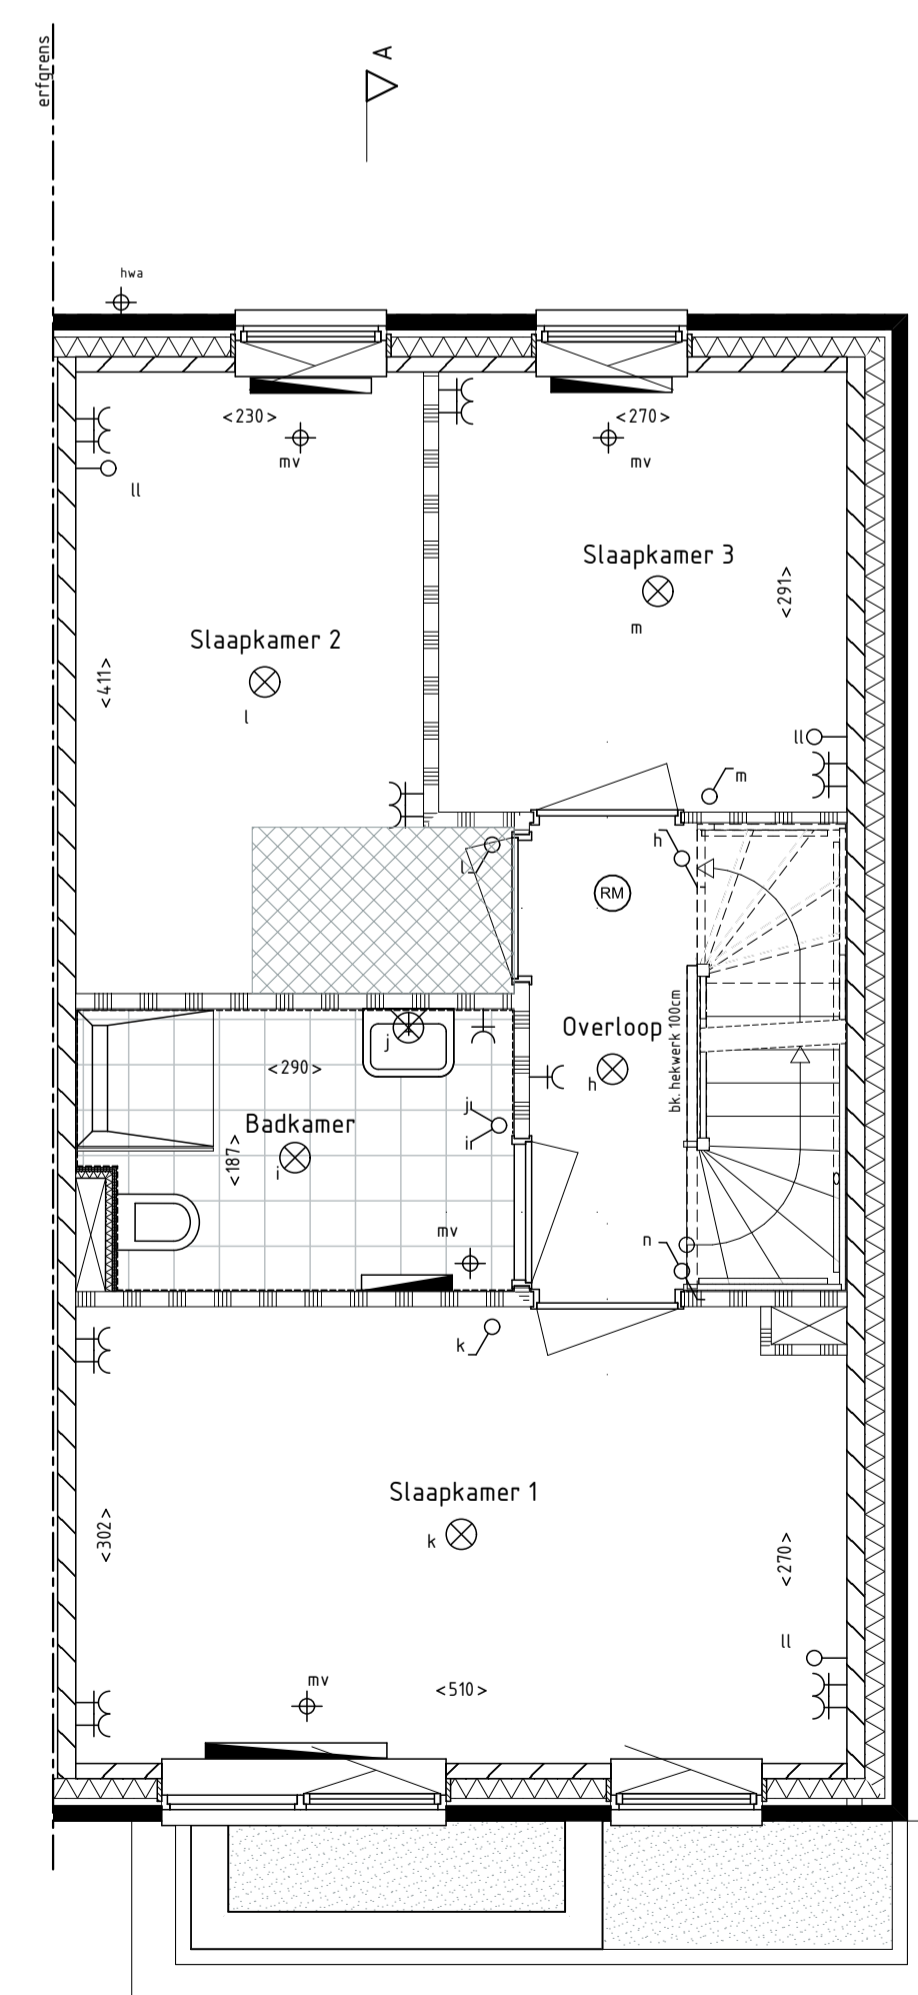 erfgrens
A
hwa
<230>
<270>
mv
mv
ll
Slaapkamer 3
m
<291>
Slaapkamer 2
l
<411>
ll
m
l
h
RM
Overloop
h
bk. hekwerk 100cm
j
<290>
Badkamer
i
<187>
j
i
mv
n
k
Slaapkamer 1
k
<302>
<270>
ll
mv
<510>